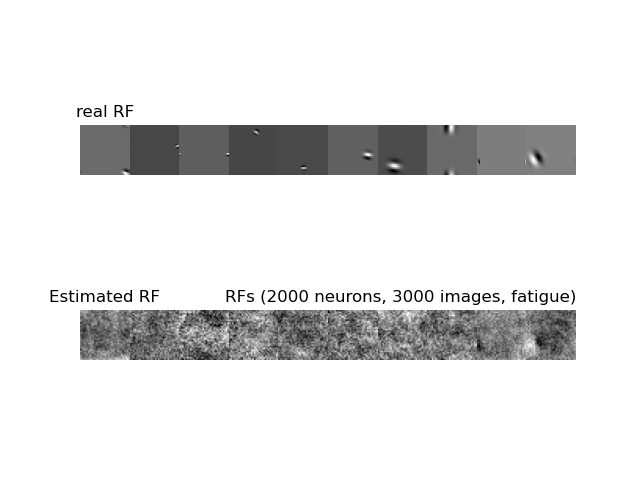 real RF
Estimated RF
RFs (2000 neurons, 3000 images, fatigue)